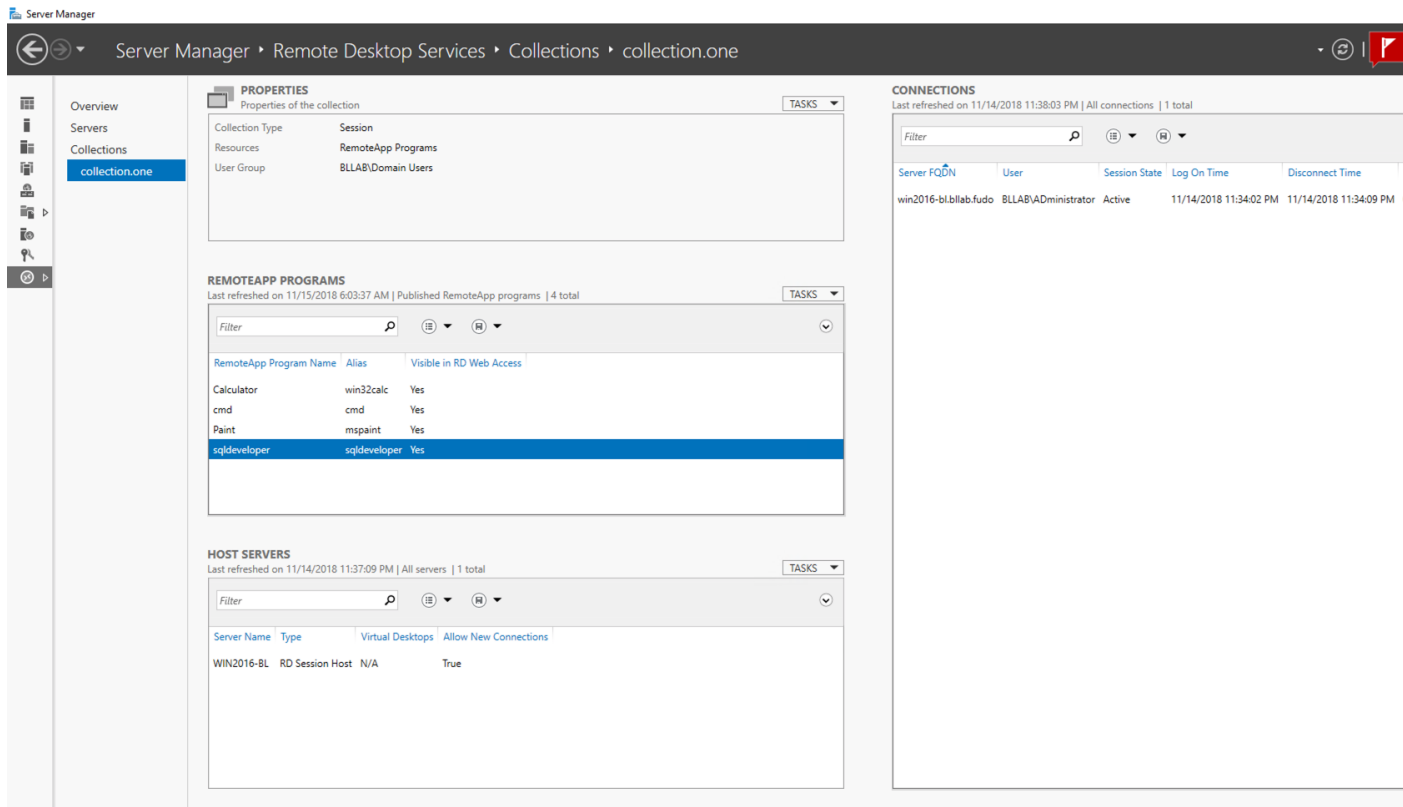 Server Manager
Server Manager ‣ Remote Desktop Services ‣ Collections ‣ collection.one
Overview
Servers
Collections
collection.one
PROPERTIES
Properties of the collection
TASKS
Collection Type Session
Resources RemoteApp Programs
User Group BLLAB\Domain Users
REMOTEAPP PROGRAMS
Last refreshed on 11/15/2018 6:03:37 AM | Published RemoteApp programs | 4 total
TASKS
Filter
RemoteApp Program Name Alias Visible in RD Web Access
Calculator win32calc Yes
cmd cmd Yes
Paint mspaint Yes
sqldeveloper sqldeveloper Yes
HOST SERVERS
Last refreshed on 11/14/2018 11:37:09 PM | All servers | 1 total
TASKS
Filter
Server Name Type Virtual Desktops Allow New Connections
WIN2016-BL RD Session Host N/A True
CONNECTIONS
Last refreshed on 11/14/2018 11:38:03 PM | All connections | 1 total
Filter
Server FQDN User Session State Log On Time Disconnect Time
win2016-bl.bllab.fudo BLLAB\ADministrator Active 11/14/2018 11:34:02 PM 11/14/2018 11:34:09 PM